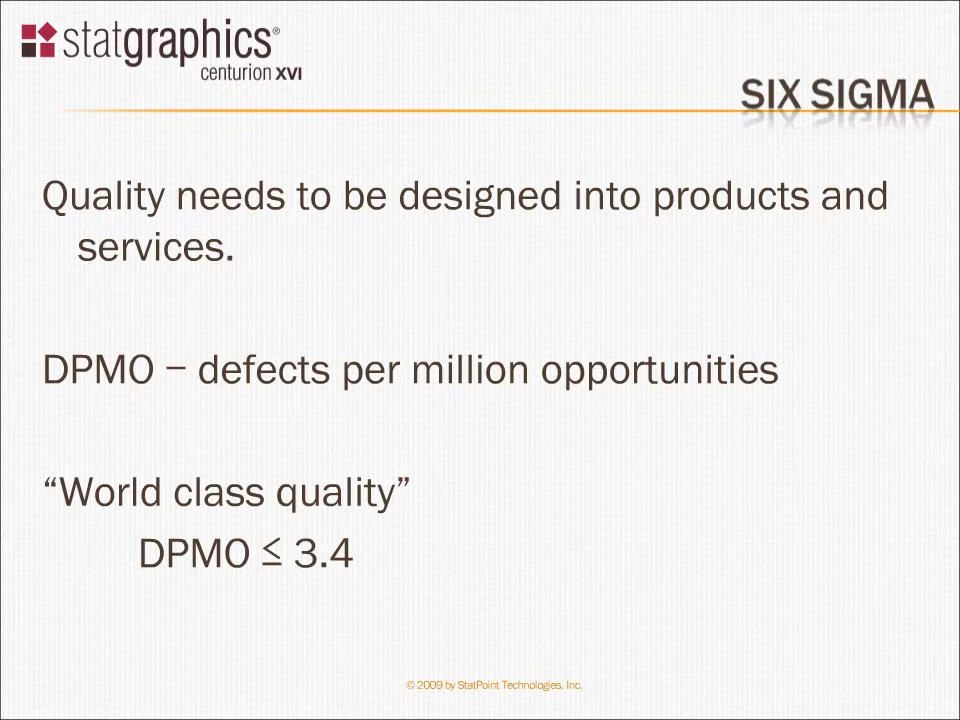 statgraphics®
centurion XVI
SIX SIGMA
Quality needs to be designed into products and
services.
DPMO – defects per million opportunities
“World class quality”
DPMO ≤ 3.4
© 2009 by StatPoint Technologies, Inc.